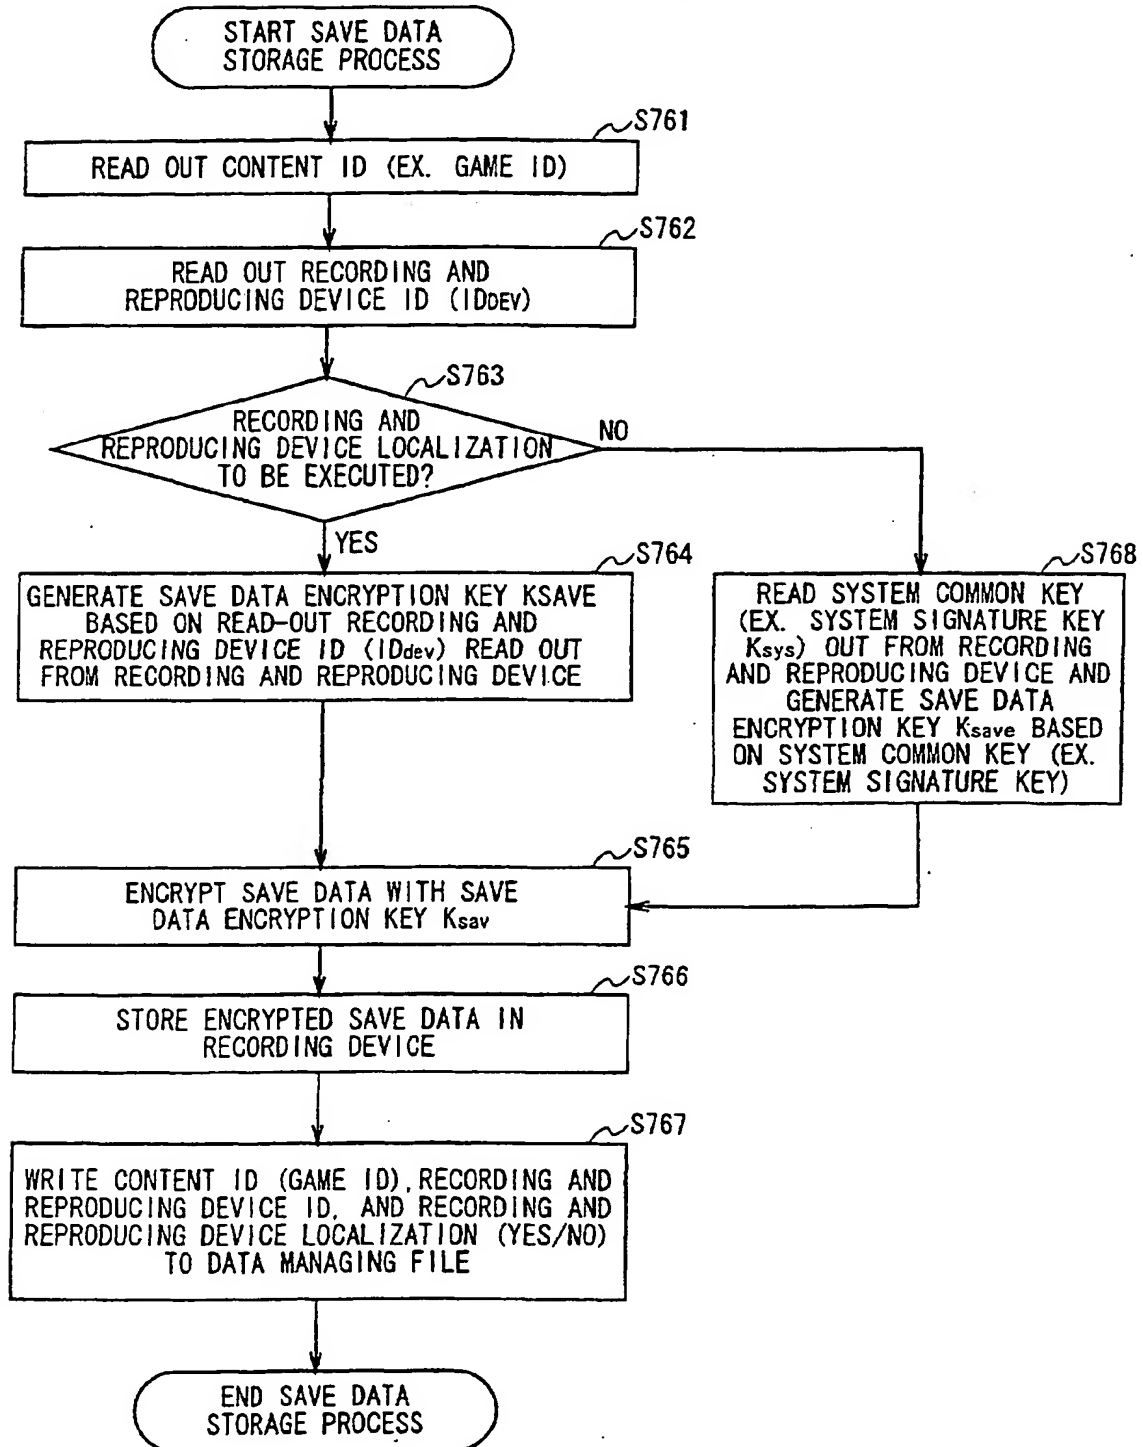 START SAVE DATA
STORAGE PROCESS
S761
READ OUT CONTENT ID (EX. GAME ID)
S762
READ OUT RECORDING AND
REPRODUCING DEVICE ID (IDDEV)
S763
RECORDING AND
REPRODUCING DEVICE LOCALIZATION
TO BE EXECUTED?
NO
YES
S764
GENERATE SAVE DATA ENCRYPTION KEY KSAVE
BASED ON READ-OUT RECORDING AND
REPRODUCING DEVICE ID (IDdev) READ OUT
FROM RECORDING AND REPRODUCING DEVICE
S768
READ SYSTEM COMMON KEY
(EX. SYSTEM SIGNATURE KEY
Ksys) OUT FROM RECORDING
AND REPRODUCING DEVICE AND
GENERATE SAVE DATA
ENCRYPTION KEY Ksave BASED
ON SYSTEM COMMON KEY (EX.
SYSTEM SIGNATURE KEY)
S765
ENCRYPT SAVE DATA WITH SAVE
DATA ENCRYPTION KEY Ksav
S766
STORE ENCRYPTED SAVE DATA IN
RECORDING DEVICE
S767
WRITE CONTENT ID (GAME ID), RECORDING AND
REPRODUCING DEVICE ID, AND RECORDING AND
REPRODUCING DEVICE LOCALIZATION (YES/NO)
TO DATA MANAGING FILE
END SAVE DATA
STORAGE PROCESS